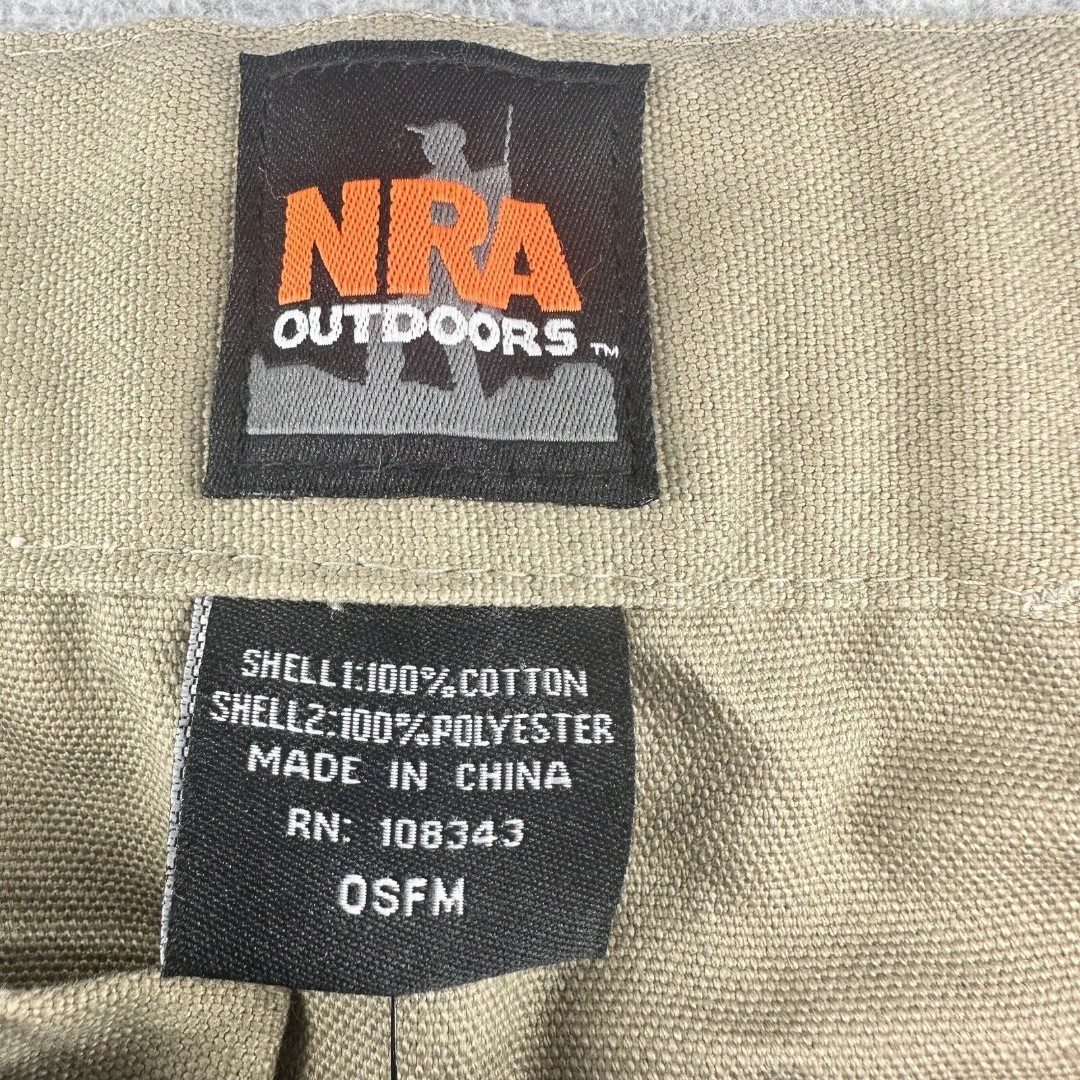 NRA
OUTDOORS™
SHELL1:100%COTTON
SHELL2:100%POLYESTER
MADE IN CHINA
RN: 108343
OSFM